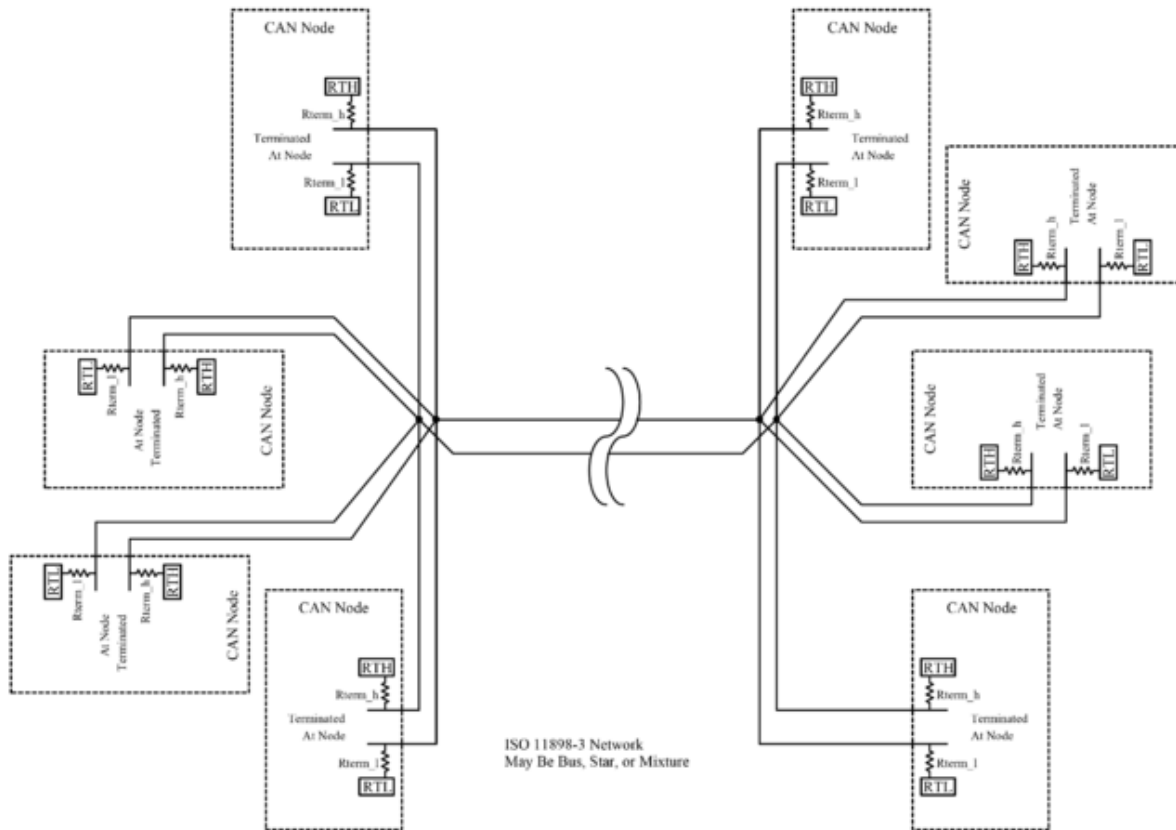 CAN Node
RTH
Rterm_h
Terminated
At Node
Rterm_l
RTL
CAN Node
RTH
Rterm_h
Terminated
At Node
Rterm_l
RTL
CAN Node
RTH
Rterm_h
Terminated
At Node
Rterm_l
RTL
RTL
Rterm_l
At Node
Terminated
Rterm_h
RTH
CAN Node
CAN Node
RTH
Rterm_h
Terminated
At Node
Rterm_l
RTL
RTL
Rterm_l
At Node
Terminated
Rterm_h
RTH
CAN Node
CAN Node
RTH
Rterm_h
Terminated
At Node
Rterm_l
RTL
CAN Node
RTH
Rterm_h
Terminated
At Node
Rterm_l
RTL
ISO 11898-3 Network
May Be Bus, Star, or Mixture